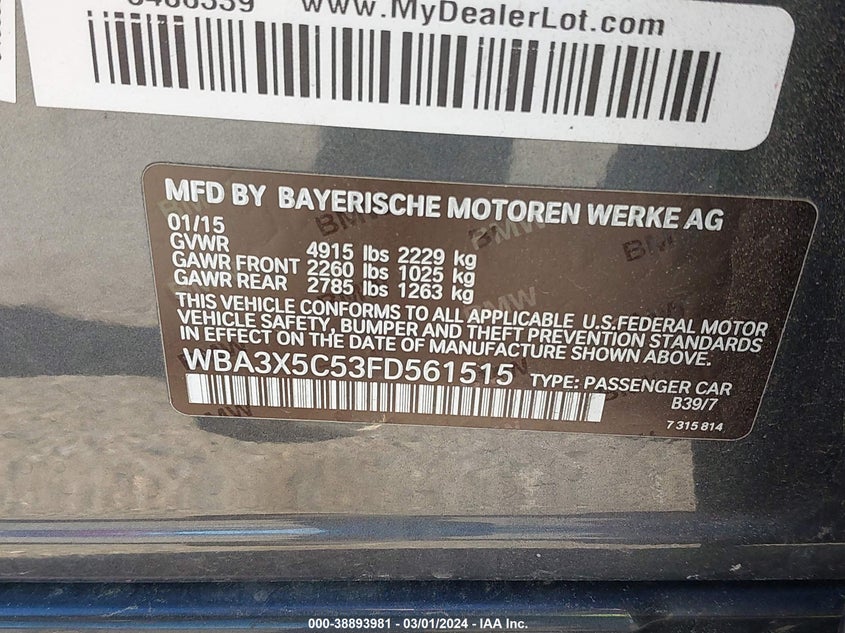 www.MyDealerLot.com
MFD BY BAYERISCHE MOTOREN WERKE AG
01/15
GVWR 4915 lbs 2229 kg
GAWR FRONT 2260 lbs 1025 kg
GAWR REAR 2785 lbs 1263 kg
THIS VEHICLE CONFORMS TO ALL APPLICABLE U.S.FEDERAL MOTOR
VEHICLE SAFETY, BUMPER, AND THEFT PREVENTION STANDARDS
IN EFFECT ON THE DATE OF MANUFACTURE SHOWN ABOVE.
WBA3X5C53FD561515 TYPE: PASSENGER CAR
B39/7
7 315 814
000-38893981 - 03/01/2024 - IAA Inc.